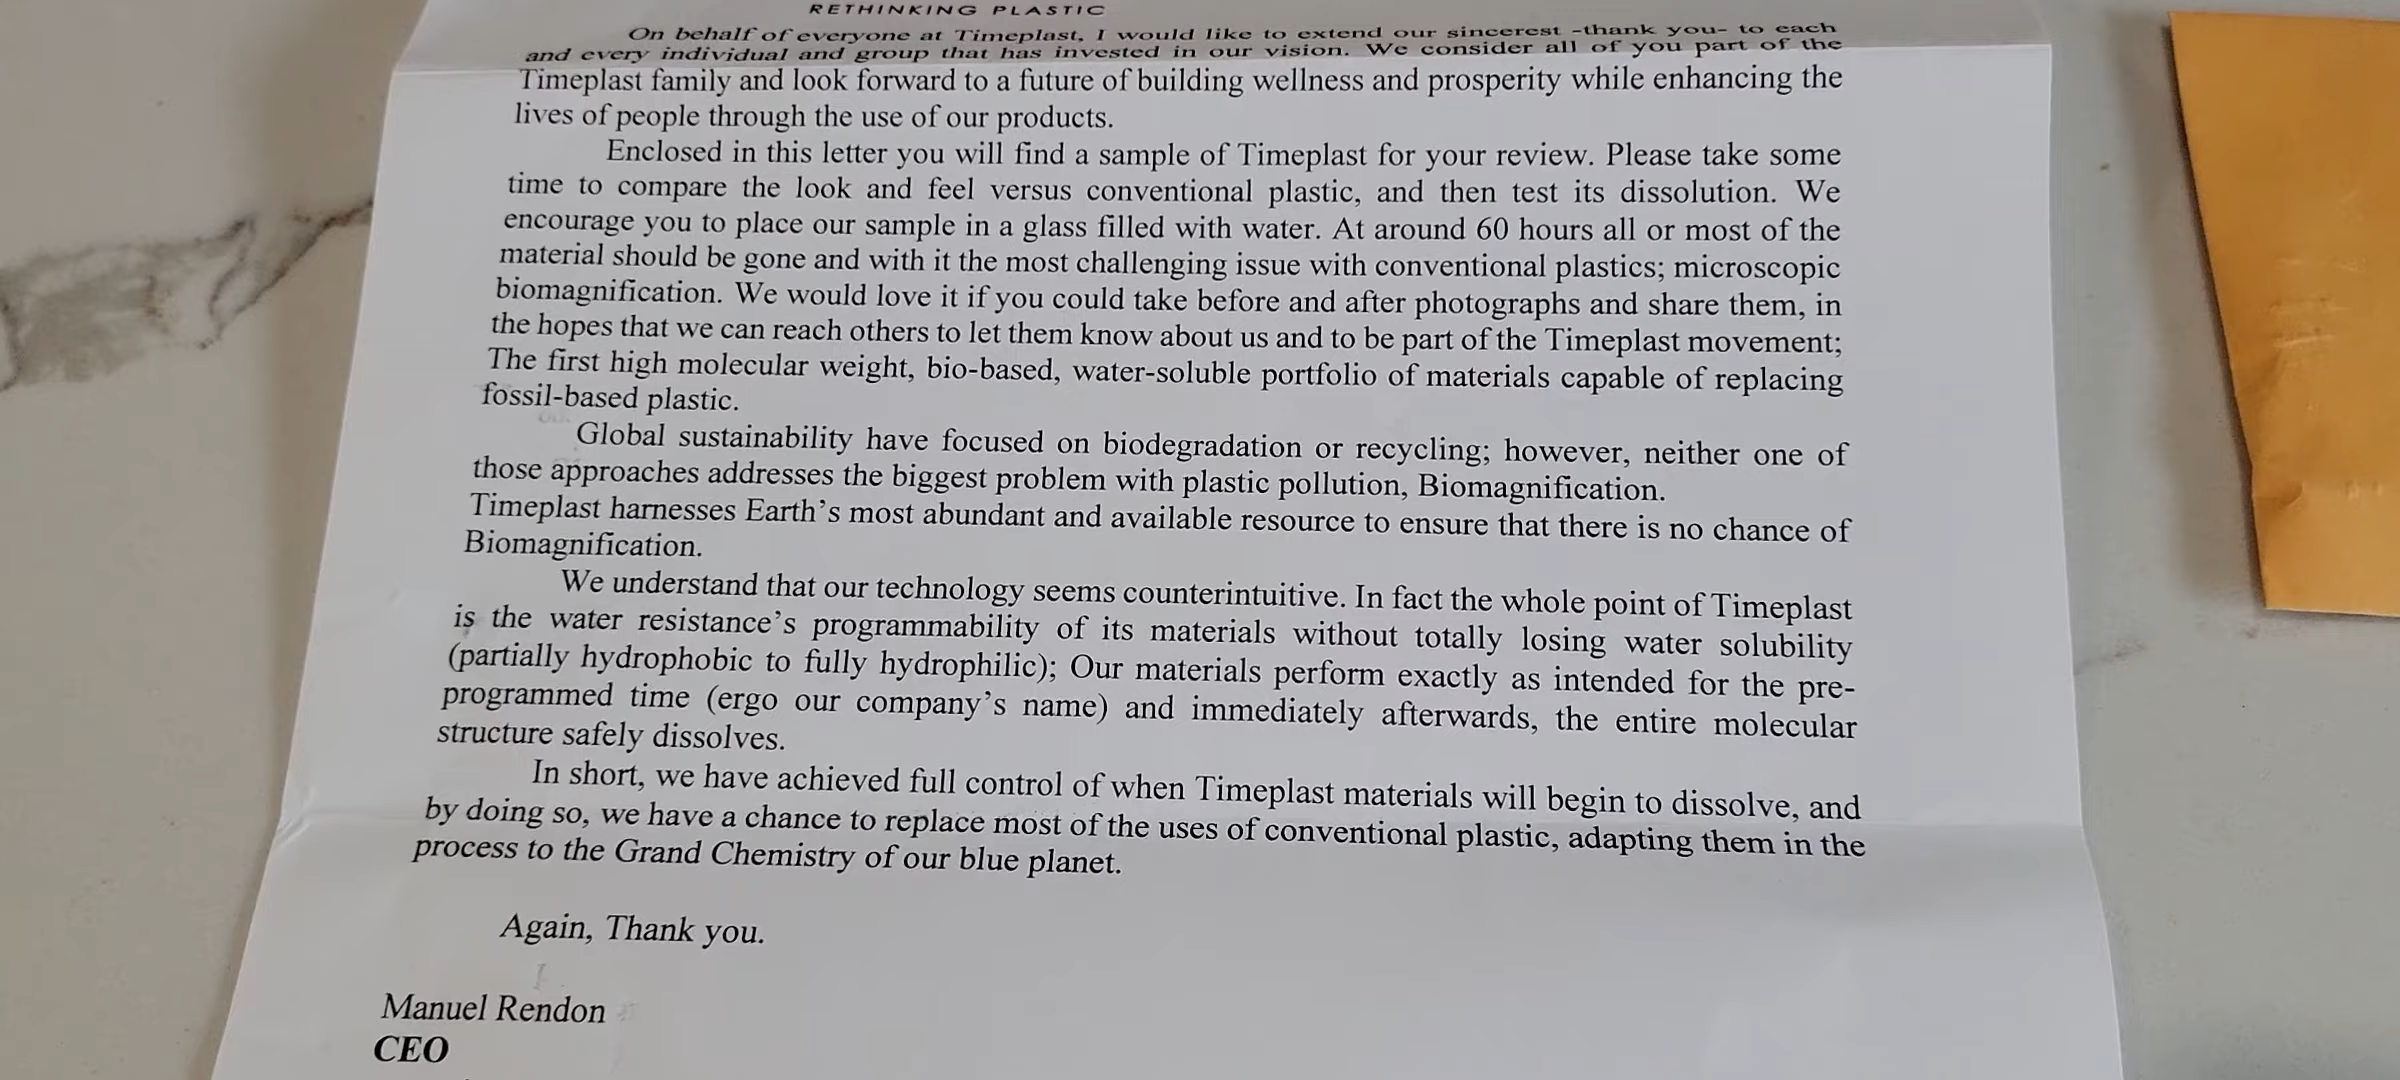 RETHINKING PLASTIC
On behalf of everyone at Timeplast, I would like to extend our sincerest -thank you- to each
and every individual and group that has invested in our vision. We consider all of you part of the
Timeplast family and look forward to a future of building wellness and prosperity while enhancing the
lives of people through the use of our products.
Enclosed in this letter you will find a sample of Timeplast for your review. Please take some
time to compare the look and feel versus conventional plastic, and then test its dissolution. We
encourage you to place our sample in a glass filled with water. At around 60 hours all or most of the
material should be gone and with it the most challenging issue with conventional plastics; microscopic
biomagnification. We would love it if you could take before and after photographs and share them, in
the hopes that we can reach others to let them know about us and to be part of the Timeplast movement;
The first high molecular weight, bio-based, water-soluble portfolio of materials capable of replacing
fossil-based plastic.
Global sustainability have focused on biodegradation or recycling; however, neither one of
those approaches addresses the biggest problem with plastic pollution, Biomagnification.
Timeplast harnesses Earth's most abundant and available resource to ensure that there is no chance of
Biomagnification.
We understand that our technology seems counterintuitive. In fact the whole point of Timeplast
is the water resistance's programmability of its materials without totally losing water solubility
(partially hydrophobic to fully hydrophilic); Our materials perform exactly as intended for the pre-
programmed time (ergo our company's name) and immediately afterwards, the entire molecular
structure safely dissolves.
In short, we have achieved full control of when Timeplast materials will begin to dissolve, and
by doing so, we have a chance to replace most of the uses of conventional plastic, adapting them in the
process to the Grand Chemistry of our blue planet.
Again, Thank you.
Manuel Rendon
CEO